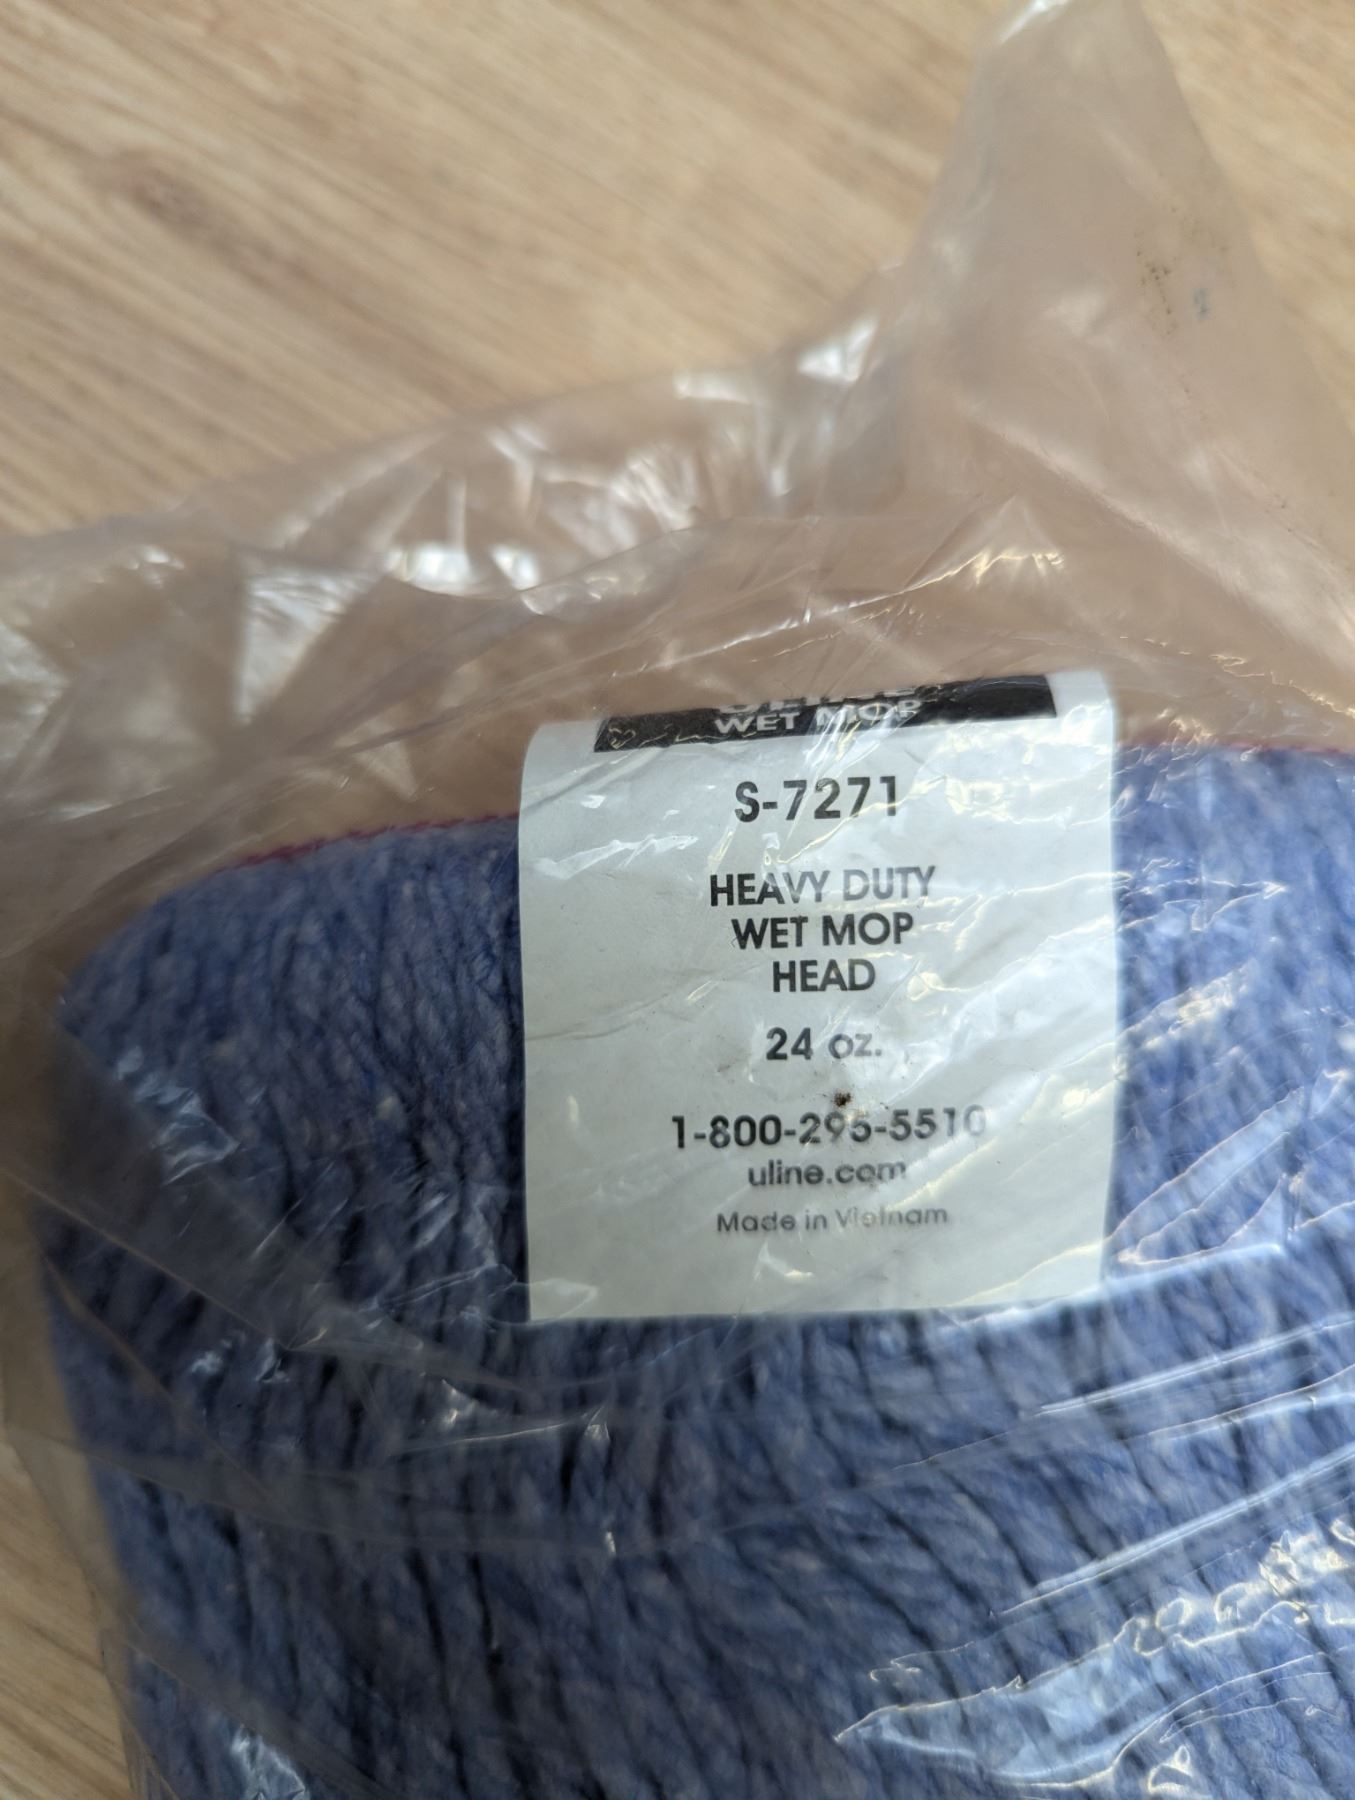 ULINE
WET MOP
S-7271
HEAVY DUTY
WET MOP
HEAD
24 oz.
1-800-295-5510
uline.com
Made in Vietnam